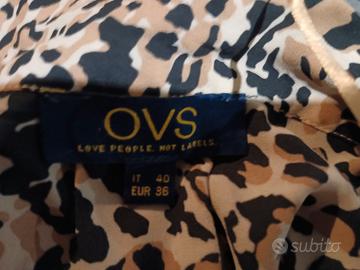 OVS
LOVE PEOPLE. NOT LABELS.
IT 40
EUR 36
subito